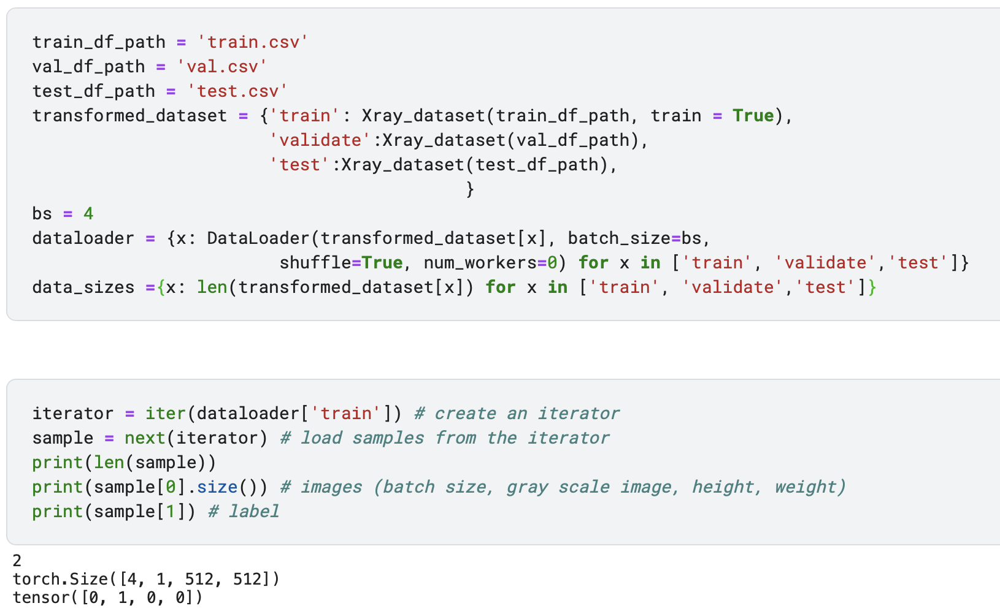 train_df_path = 'train.csv'
val_df_path = 'val.csv'
test_df_path = 'test.csv'
transformed_dataset = {'train': Xray_dataset(train_df_path, train = True),
                       'validate':Xray_dataset(val_df_path),
                       'test':Xray_dataset(test_df_path),
                                          }
bs = 4
dataloader = {x: DataLoader(transformed_dataset[x], batch_size=bs,
                        shuffle=True, num_workers=0) for x in ['train', 'validate','test']}
data_sizes ={x: len(transformed_dataset[x]) for x in ['train', 'validate','test']}
iterator = iter(dataloader['train']) # create an iterator
sample = next(iterator) # load samples from the iterator
print(len(sample))
print(sample[0].size()) # images (batch size, gray scale image, height, weight)
print(sample[1]) # label
2
torch.Size([4, 1, 512, 512])
tensor([0, 1, 0, 0])